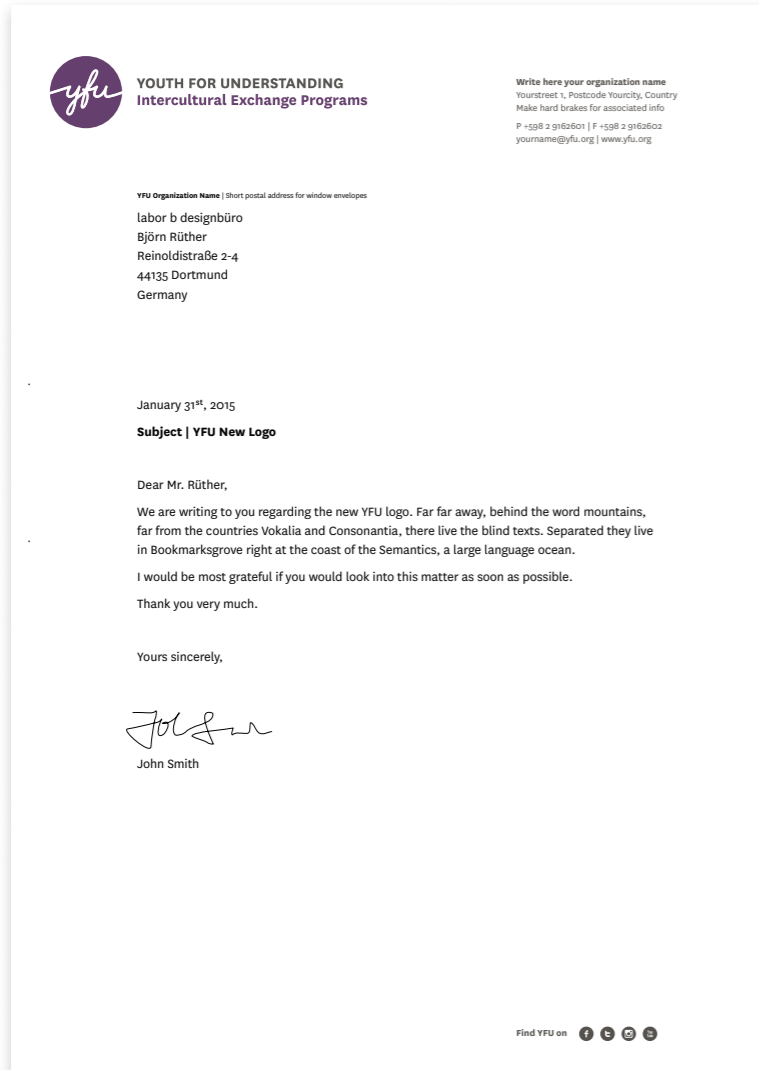 yfu
YOUTH FOR UNDERSTANDING
Intercultural Exchange Programs
Write here your organization name
Yourstreet 1, Postcode Yourcity, Country
Make hard brakes for associated info
P +598 2 9162601 | F +598 2 9162602
yourname@yfu.org | www.yfu.org
YFU Organization Name | Short postal address for window envelopes
labor b designbüro
Björn Rüther
Reinoldistraße 2-4
44135 Dortmund
Germany
January 31st, 2015
Subject | YFU New Logo
Dear Mr. Rüther,
We are writing to you regarding the new YFU logo. Far far away, behind the word mountains,
far from the countries Vokalia and Consonantia, there live the blind texts. Separated they live
in Bookmarksgrove right at the coast of the Semantics, a large language ocean.
I would be most grateful if you would look into this matter as soon as possible.
Thank you very much.
Yours sincerely,
John Smith
Find YFU on